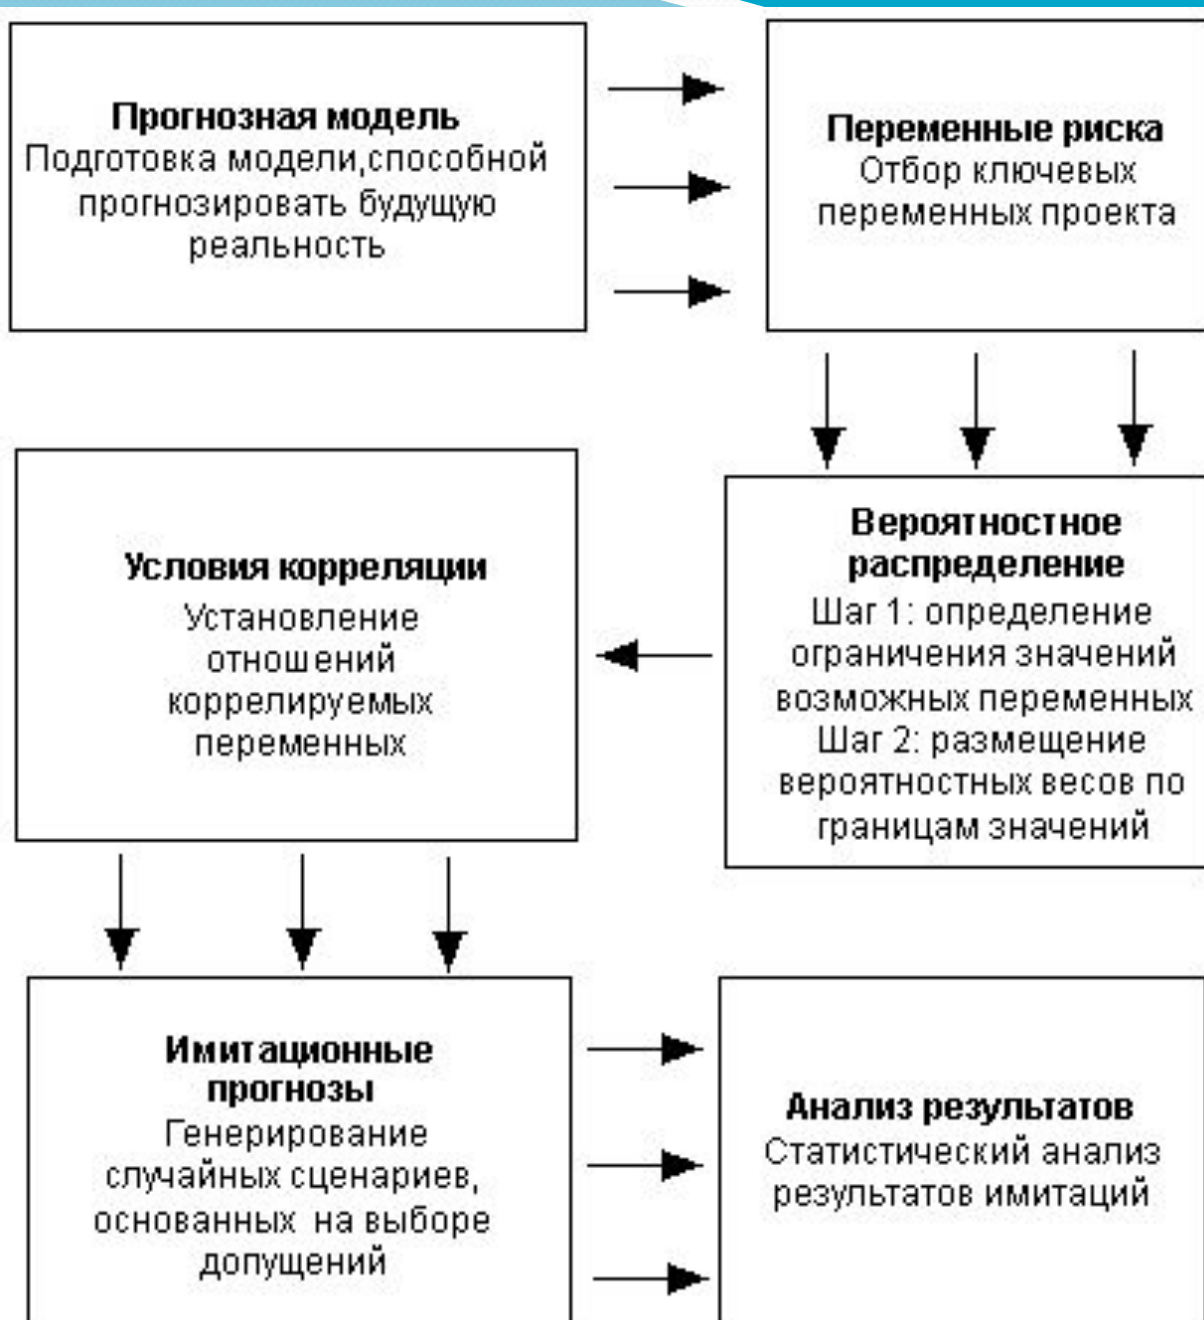 Прогнозная модель
Подготовка модели,способной
прогнозировать будущую
реальность
Переменные риска
Отбор ключевых
переменных проекта
Вероятностное
распределение
Шаг 1: определение
ограничения значений
возможных переменных
Шаг 2: размещение
вероятностных весов по
границам значений
Условия корреляции
Установление
отношений
коррелируемых
переменных
Имитационные
прогнозы
Генерирование
случайных сценариев,
основанных на выборе
допущений
Анализ результатов
Статистический анализ
результатов имитаций